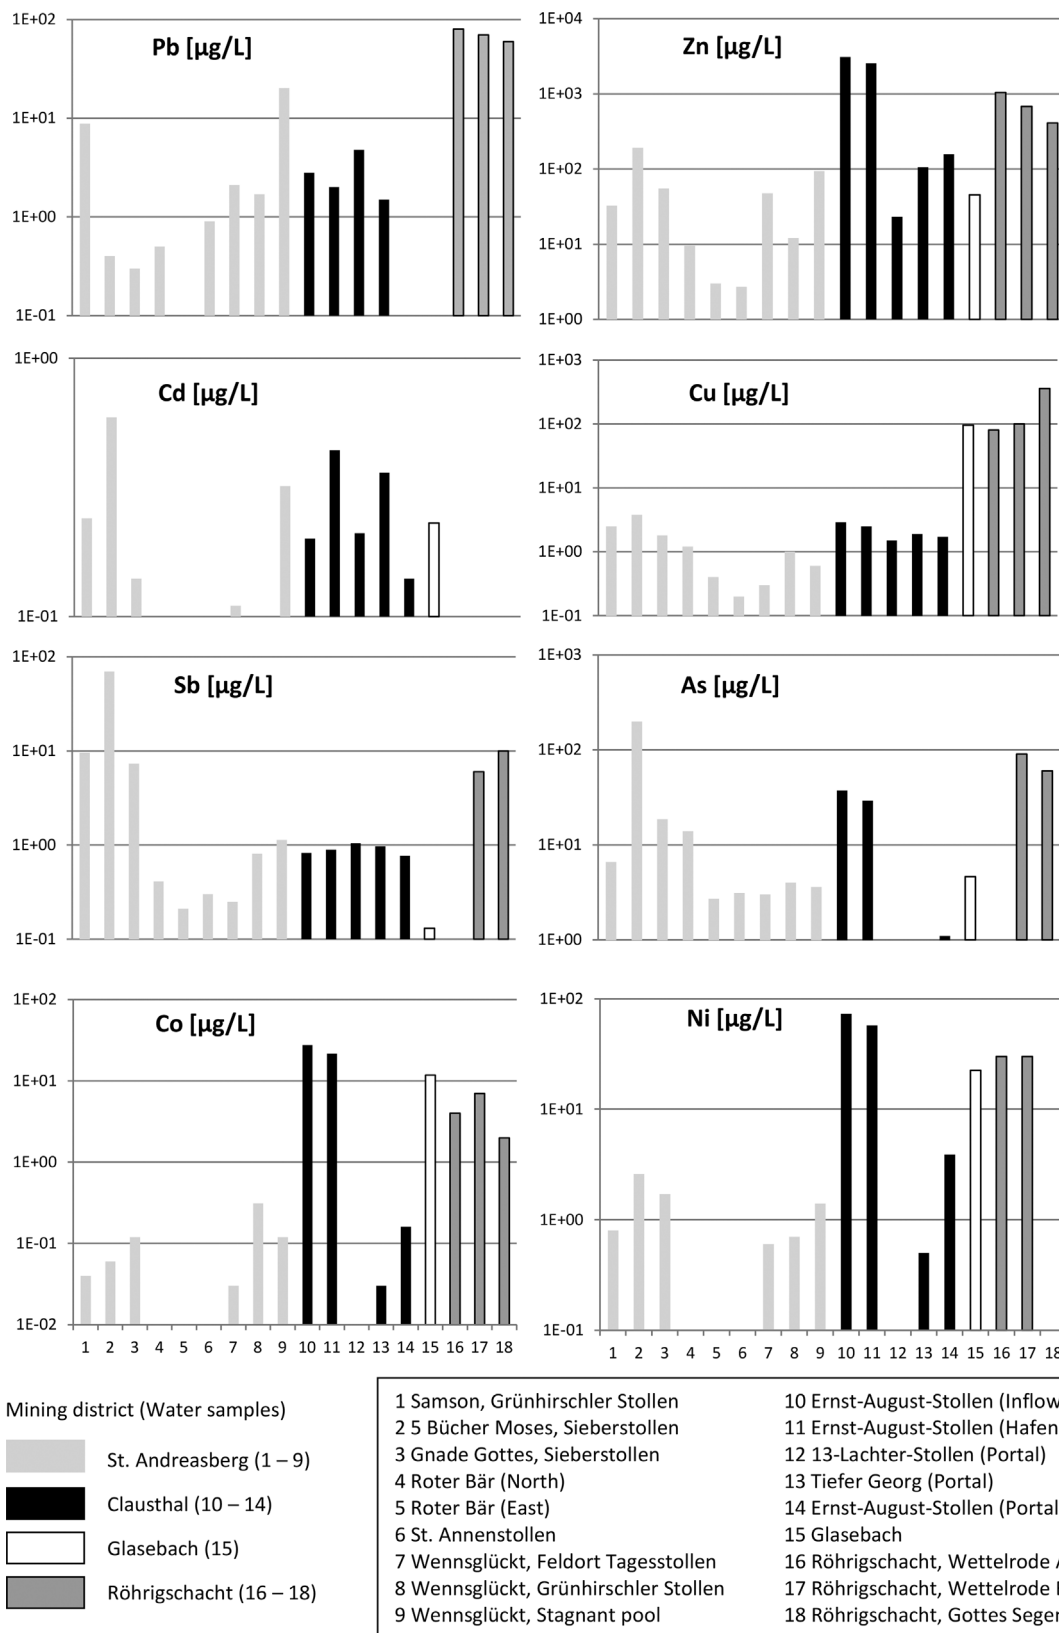 Pb [µg/L]
1E+02
1E+01
1E+00
1E-01
Zn [µg/L]
1E+04
1E+03
1E+02
1E+01
1E+00
Cd [µg/L]
1E+00
1E-01
Cu [µg/L]
1E+03
1E+02
1E+01
1E+00
1E-01
Sb [µg/L]
1E+02
1E+01
1E+00
1E-01
As [µg/L]
1E+03
1E+02
1E+01
1E+00
Co [µg/L]
1E+02
1E+01
1E+00
1E-01
1E-02
1 2 3 4 5 6 7 8 9 10 11 12 13 14 15 16 17 18
Ni [µg/L]
1E+02
1E+01
1E+00
1E-01
1 2 3 4 5 6 7 8 9 10 11 12 13 14 15 16 17 18
Mining district (Water samples)
St. Andreasberg (1 – 9)
Clausthal (10 – 14)
Glasebach (15)
Röhrigschacht (16 – 18)
1 Samson, Grünhirschler Stollen
2 5 Bücher Moses, Sieberstollen
3 Gnade Gottes, Sieberstollen
4 Roter Bär (North)
5 Roter Bär (East)
6 St. Annenstollen
7 Wennsglückt, Feldort Tagesstollen
8 Wennsglückt, Grünhirschler Stollen
9 Wennsglückt, Stagnant pool
10 Ernst-August-Stollen (Inflow
11 Ernst-August-Stollen (Hafen
12 13-Lachter-Stollen (Portal)
13 Tiefer Georg (Portal)
14 Ernst-August-Stollen (Portal
15 Glasebach
16 Röhrigschacht, Wettelrode
17 Röhrigschacht, Wettelrode
18 Röhrigschacht, Gottes Segen